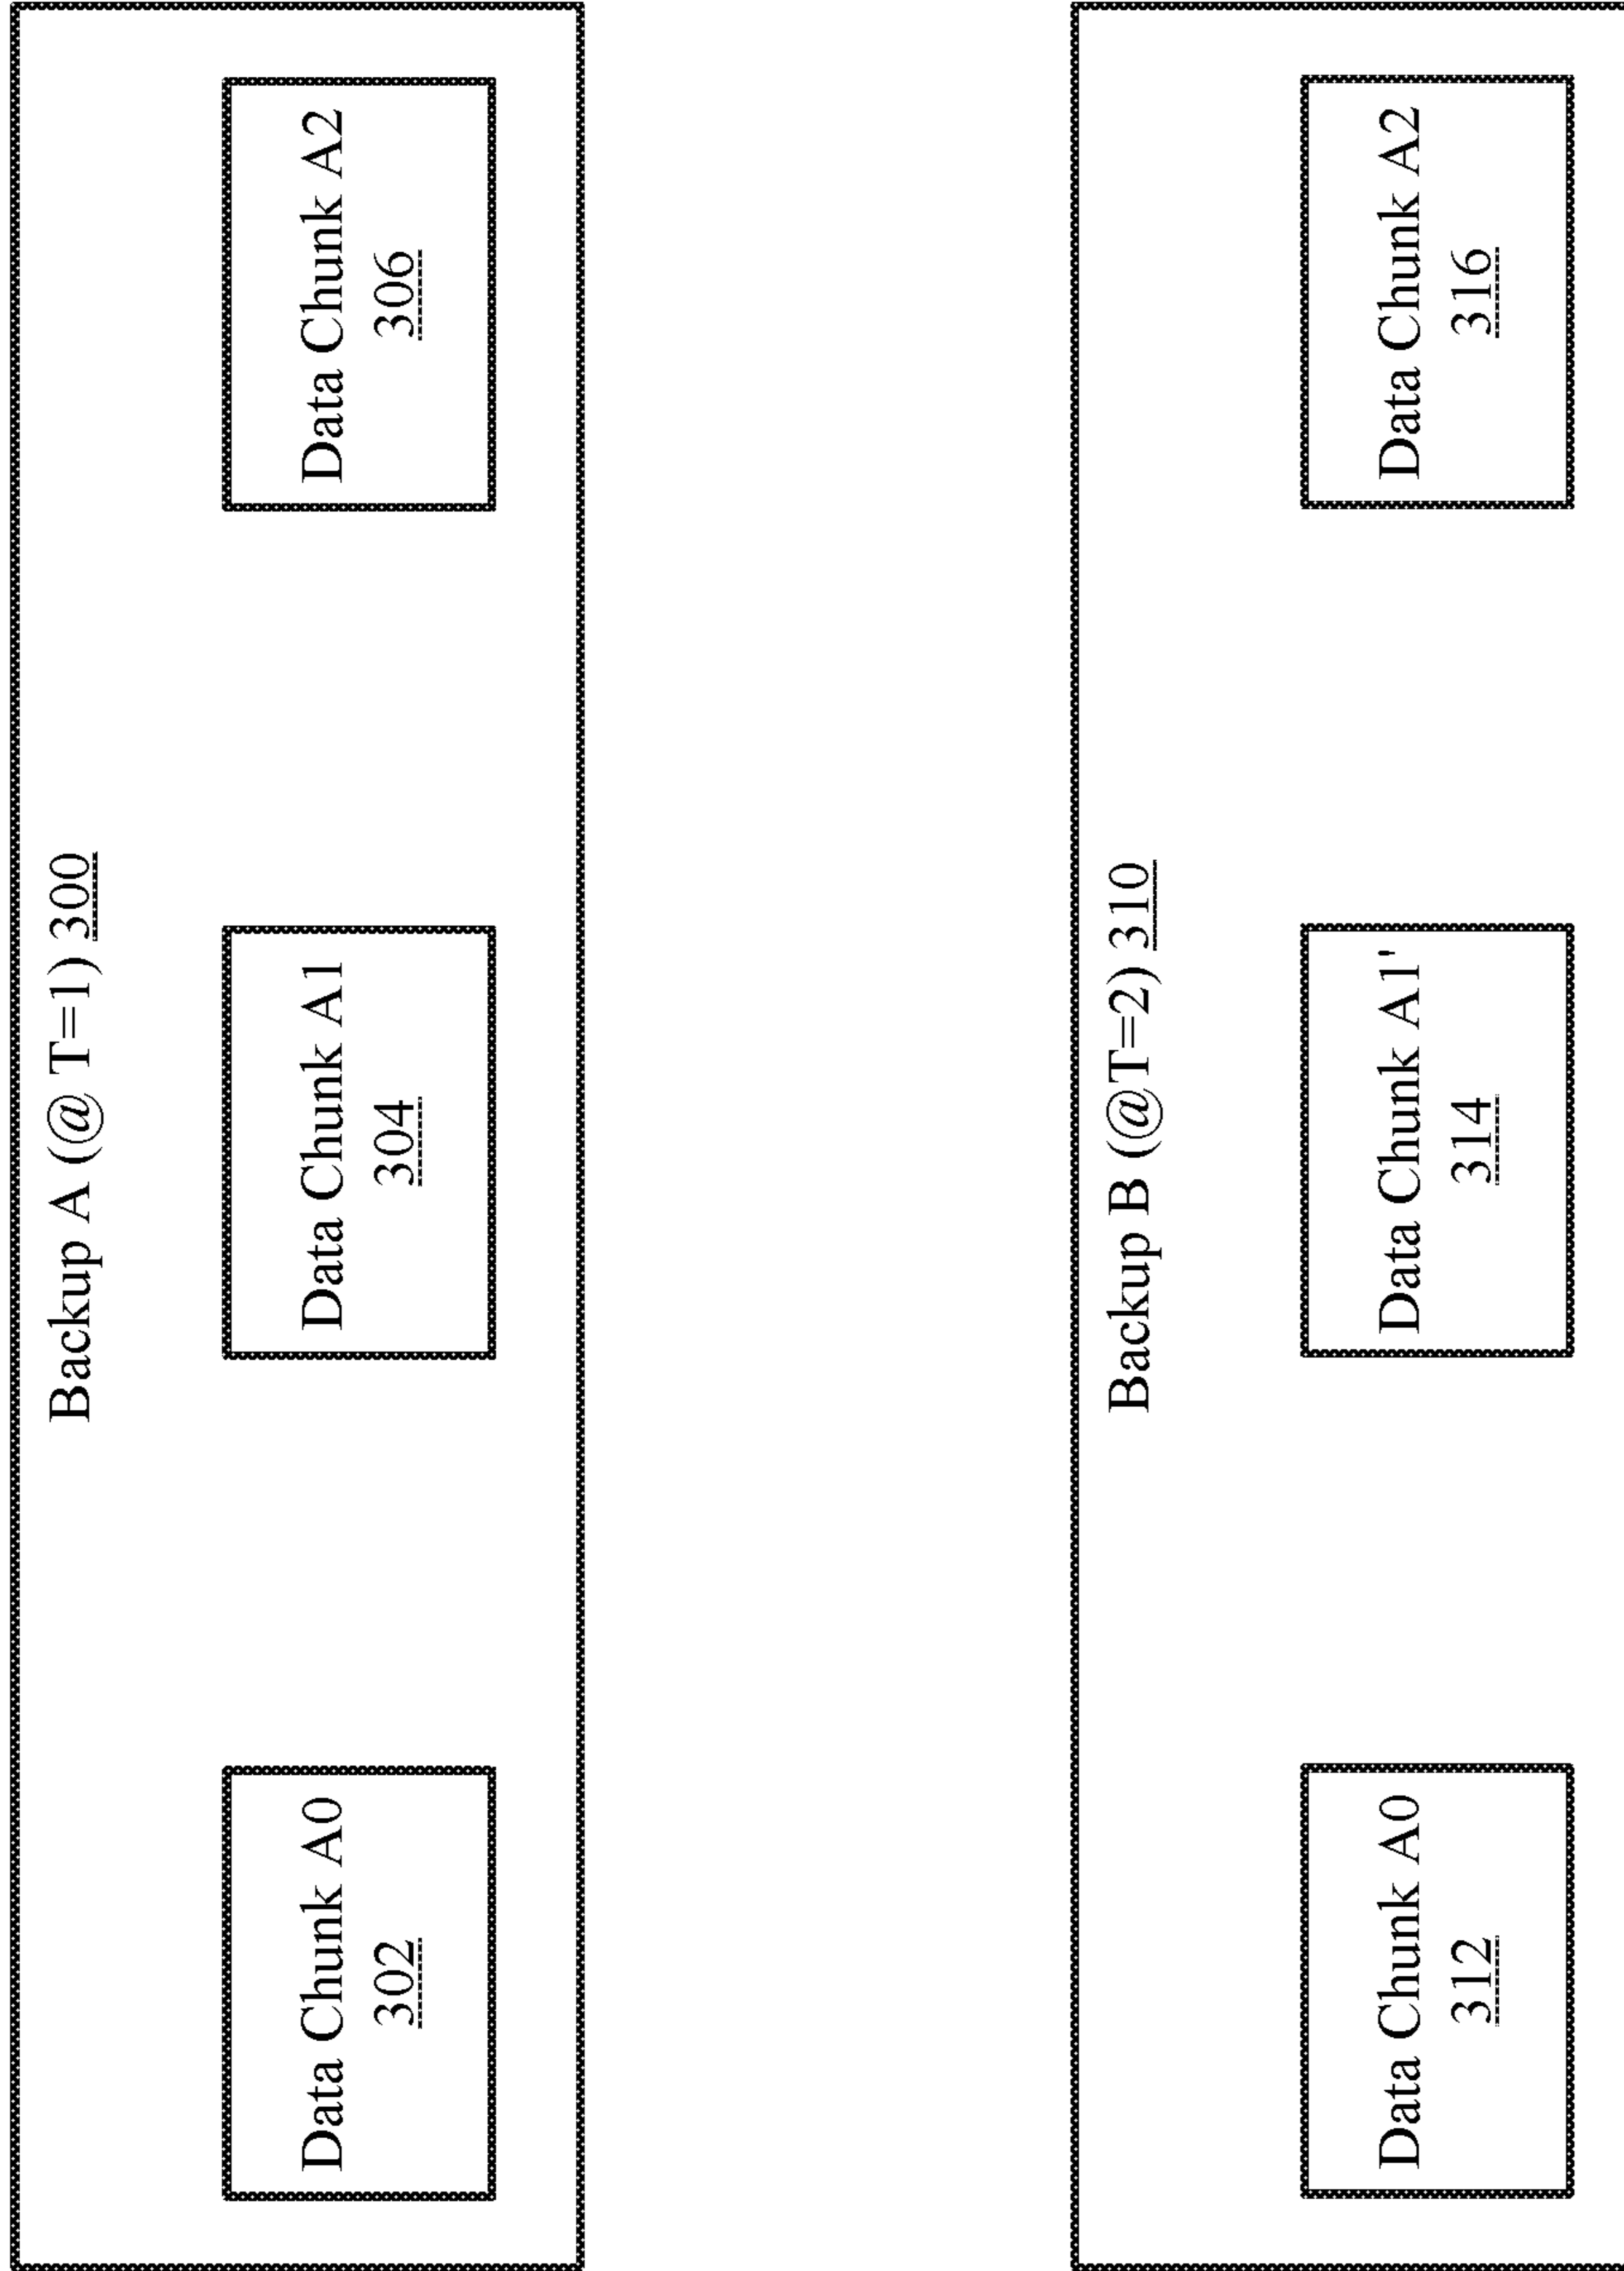 Backup A (@ T=1) 300
Data Chunk A0
302
Data Chunk A1
304
Data Chunk A2
306
Backup B (@T=2) 310
Data Chunk A0
312
Data Chunk A1'
314
Data Chunk A2
316